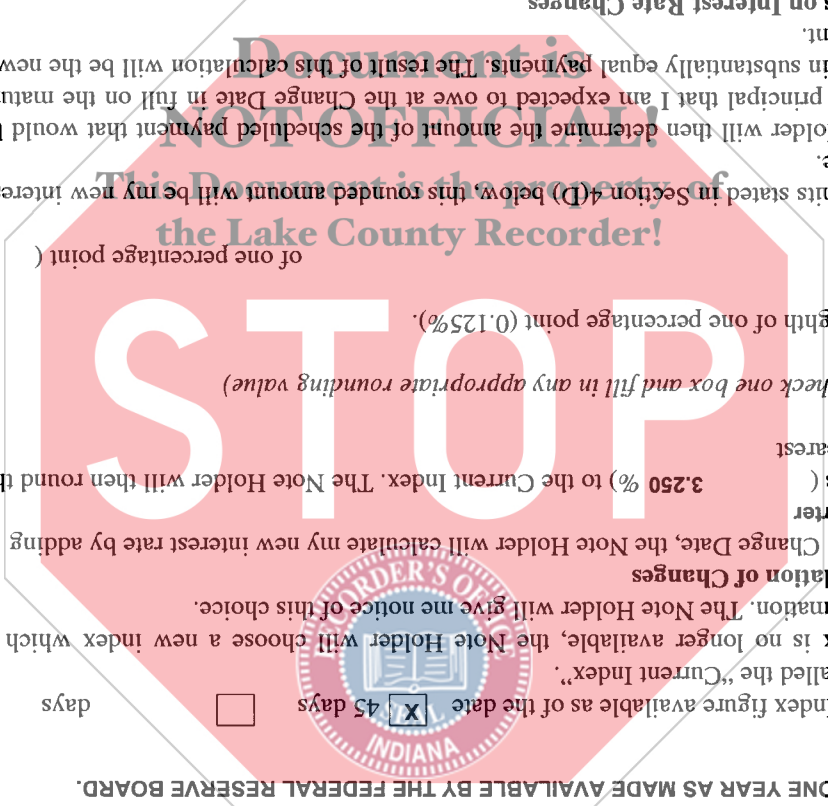 ONE YEAR AS MADE AVAILABLE BY THE FEDERAL RESERVE BOARD.
ndex figure available as of the date X 45 days days
alled the "Current Index".
x is no longer available, the Note Holder will choose a new index which
mation. The Note Holder will give me notice of this choice.
lation of Changes
Change Date, the Note Holder will calculate my new interest rate by adding
rter
s ( 3.250 %) to the Current Index. The Note Holder will then round th
arest
heck one box and fill in any appropriate rounding value)
ghth of one percentage point (0.125%).
of one percentage point (
its stated in Section 4(D) below, this rounded amount will be my new intere
e.
older will then determine the amount of the scheduled payment that would
principal that I am expected to owe at the Change Date in full on the matu
in substantially equal payments. The result of this calculation will be the new
nt.
s on Interest Rate Changes
Document is
NOT OFFICIAL!
This Document is the property of
the Lake County Recorder!
STOP
RECORDER'S OFFICE
SEAL
INDIANA